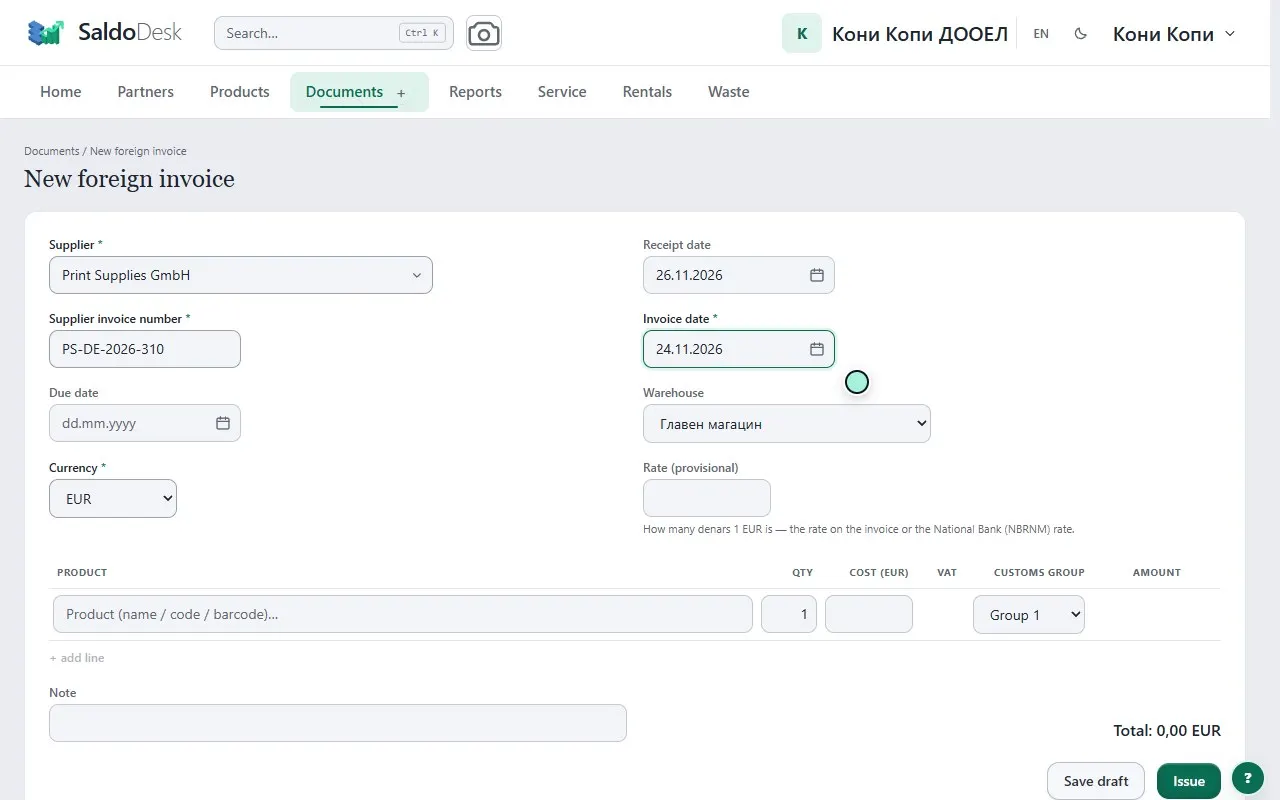 SaldoDesk
Search... Ctrl K
К Кони Копи ДООЕЛ EN Кони Копи
Home Partners Products Documents + Reports Service Rentals Waste
Documents / New foreign invoice
New foreign invoice
Supplier * Receipt date
Print Supplies GmbH 26.11.2026
Supplier invoice number * Invoice date *
PS-DE-2026-310 24.11.2026
Due date Warehouse
dd.mm.yyyy Главен магацин
Currency * Rate (provisional)
EUR
How many denars 1 EUR is — the rate on the invoice or the National Bank (NBRNM) rate.
PRODUCT QTY COST (EUR) VAT CUSTOMS GROUP AMOUNT
Product (name / code / barcode)... 1 Group 1
+ add line
Note
Total: 0,00 EUR
Save draft Issue ?